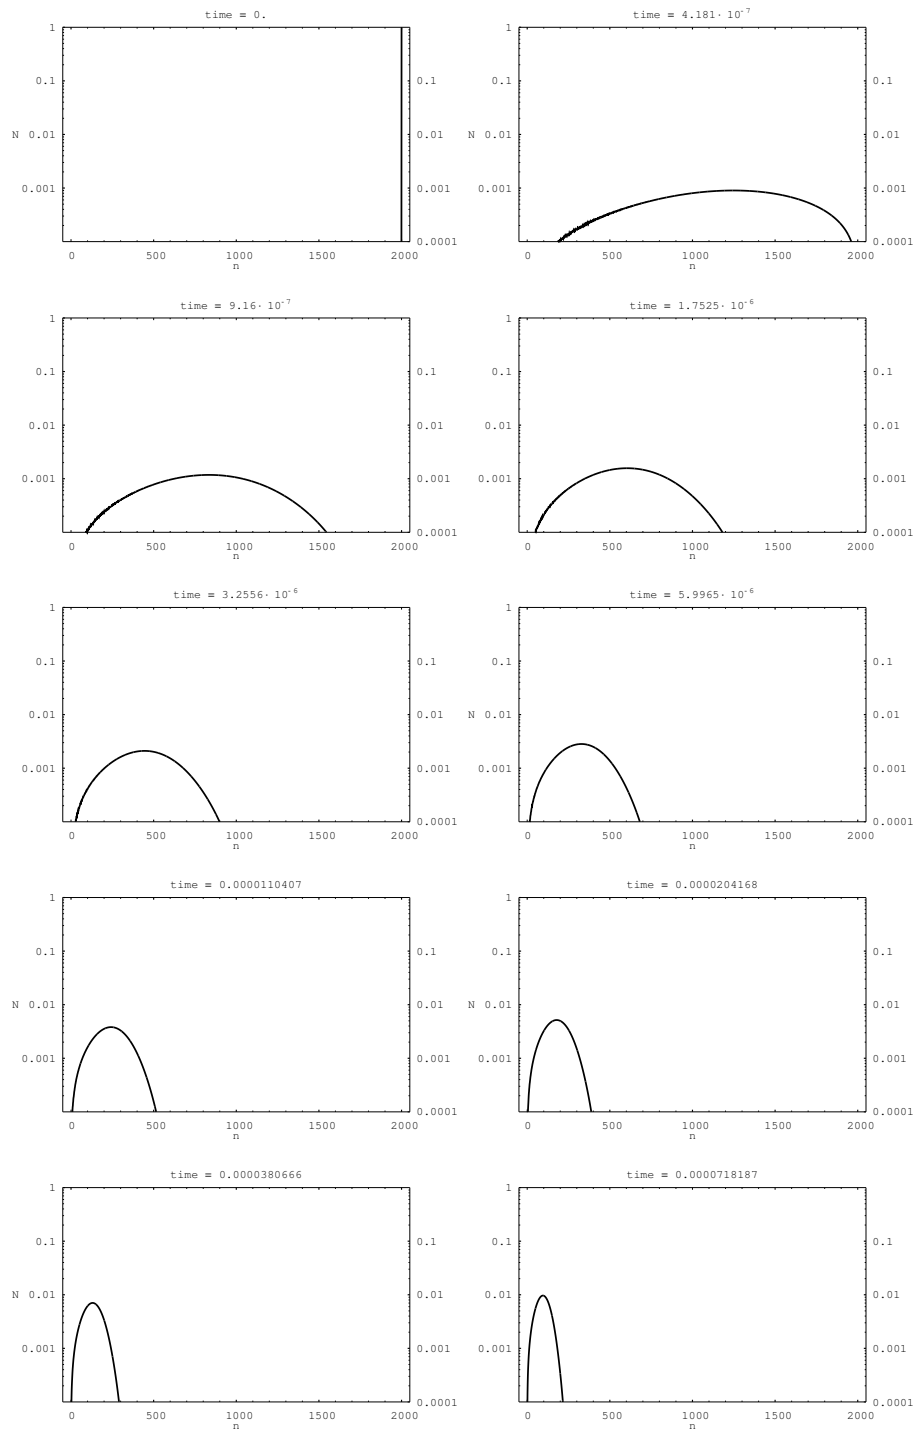 time = 0.
time = 4.181· 10^-7
1
0.1
N 0.01
0.001
0 500 1000 1500 2000
n
0.1
0.01
0.001
0.0001
1
0.1
N 0.01
0.001
0 500 1000 1500 2000
n
0.1
0.01
0.001
0.0001
time = 9.16· 10^-7
time = 1.7525· 10^-6
1
0.1
0.01
0.001
0 500 1000 1500 2000
n
0.1
0.01
0.001
0.0001
1
0.1
0.01
0.001
0 500 1000 1500 2000
n
0.1
0.01
0.001
0.0001
time = 3.2556· 10^-6
time = 5.9965· 10^-6
1
0.1
0.01
0.001
0 500 1000 1500 2000
n
0.1
0.01
0.001
0.0001
1
0.1
N 0.01
0.001
0 500 1000 1500 2000
n
0.1
0.01
0.001
0.0001
time = 0.0000110407
time = 0.0000204168
1
0.1
N 0.01
0.001
0 500 1000 1500 2000
n
0.1
0.01
0.001
0.0001
1
0.1
N 0.01
0.001
0 500 1000 1500 2000
n
0.1
0.01
0.001
0.0001
time = 0.0000380666
time = 0.0000718187
1
0.1
N 0.01
0.001
0 500 1000 1500 2000
n
0.1
0.01
0.001
0.0001
1
0.1
0.01
0.001
0 500 1000 1500 2000
n
0.1
0.01
0.001
0.0001